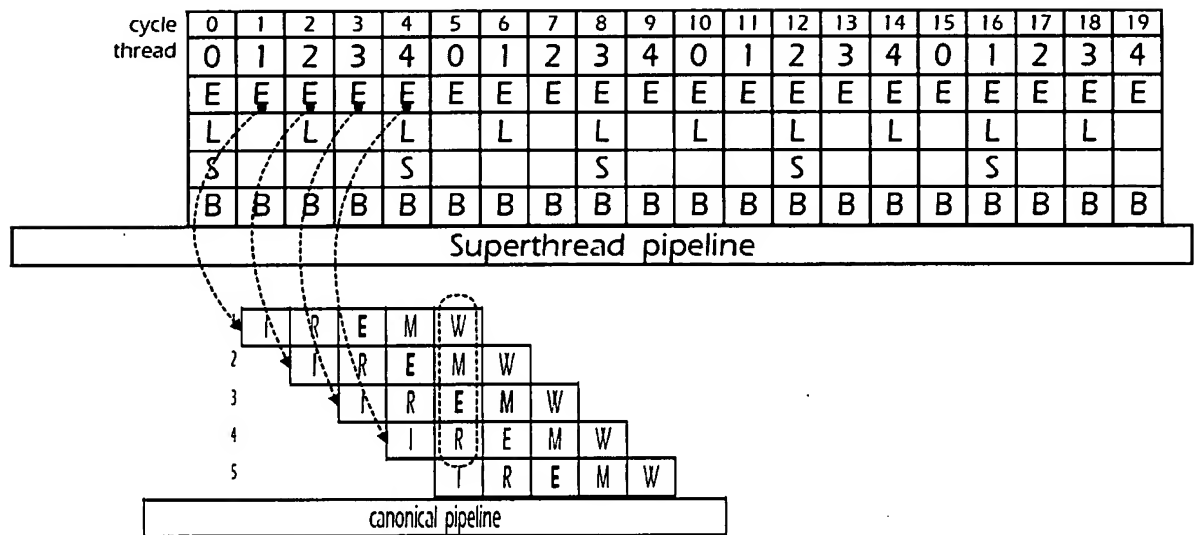 cycle 0 1 2 3 4 5 6 7 8 9 10 11 12 13 14 15 16 17 18 19
thread 0 1 2 3 4 0 1 2 3 4 0 1 2 3 4 0 1 2 3 4
E E E E E E E E E E E E E E E E E E E E
L L L L L L L L L L
S S S S S
B B B B B B B B B B B B B B B B B B B B
Superthread pipeline
1 I R E M W
2 I R E M W
3 I R E M W
4 I R E M W
5 I R E M W
canonical pipeline